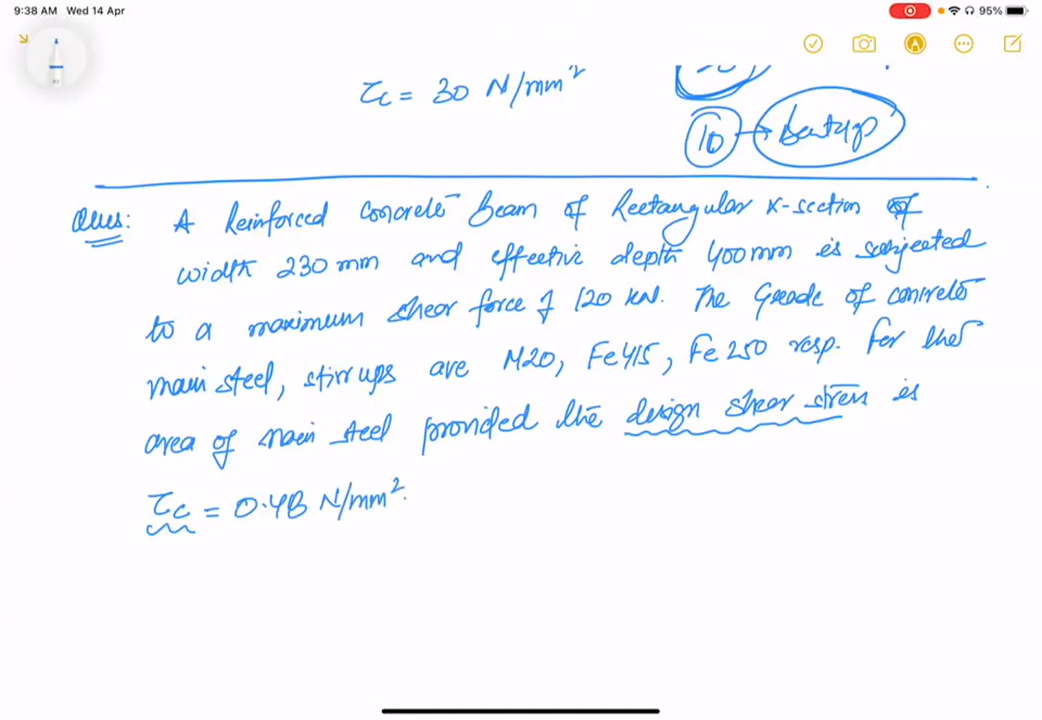 9:38 AM Wed 14 Apr
95%
τc = 30 N/mm²
10 → Bentup
Ques: A Reinforced concrete Beam of Rectangular X-section of
width 230 mm and effective depth 400mm is subjected
to a maximum shear force of 120 kN. The Grade of concrete
main steel, stirrups are M20, Fe415, Fe250 resp. For the
area of main steel provided the design shear stress is
τc = 0.48 N/mm².